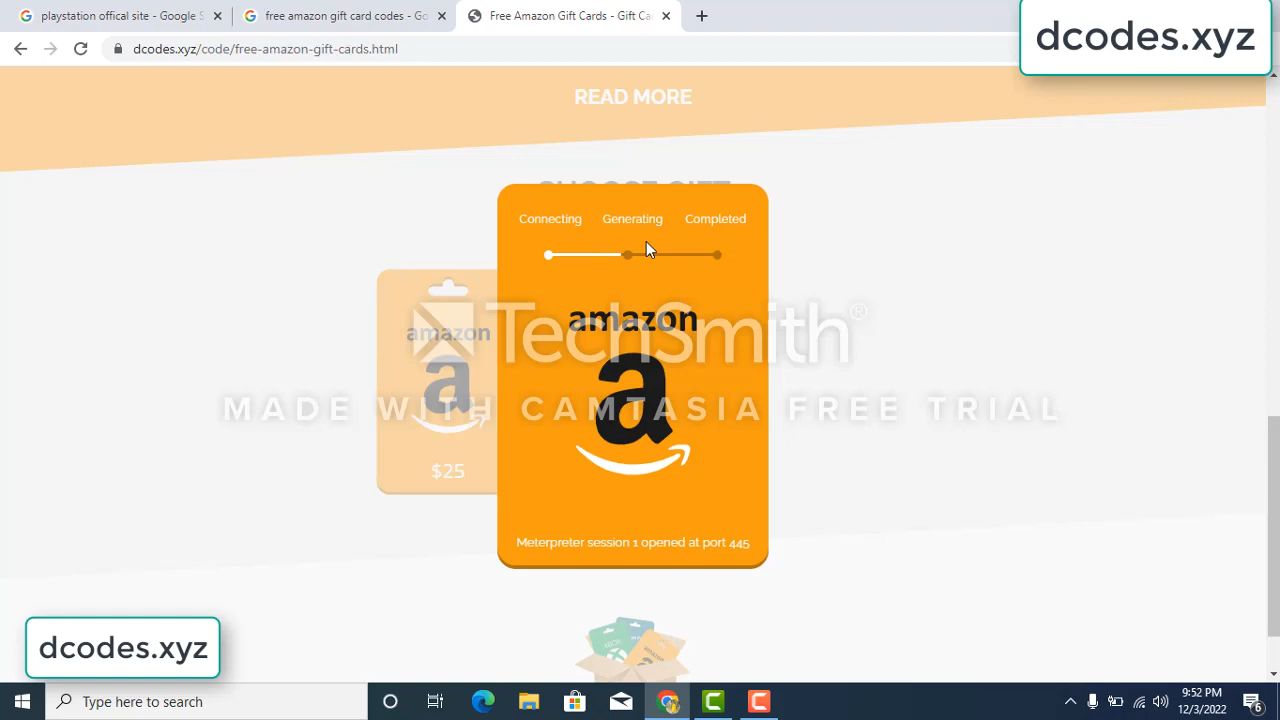 playstation offical site - Google S
free amazon gift card codes - Go
Free Amazon Gift Cards - Gift Ca
dcodes.xyz/code/free-amazon-gift-cards.html
dcodes.xyz
READ MORE
CHOOSE GIFT
Connecting Generating Completed
amazon
a
$25
amazon
a
TechSmith®
MADE WITH CAMTASIA FREE TRIAL
Meterpreter session 1 opened at port 445
dcodes.xyz
Type here to search
9:52 PM
12/3/2022
6